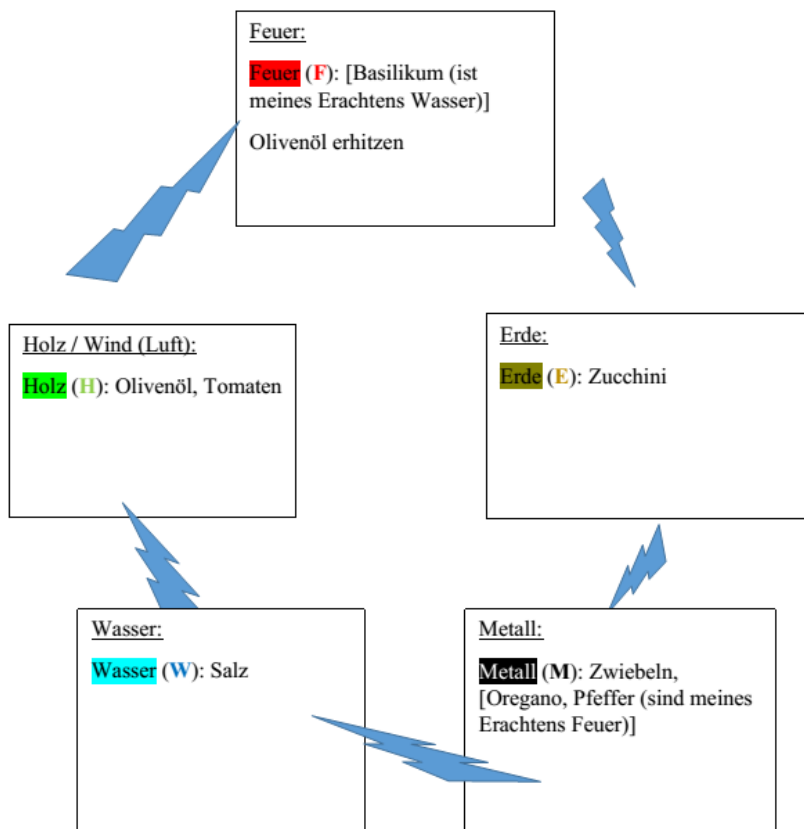 Feuer:
Feuer (F): [Basilikum (ist
meines Erachtens Wasser)]
Olivenöl erhitzen
Holz / Wind (Luft):
Holz (H): Olivenöl, Tomaten
Erde:
Erde (E): Zucchini
Wasser:
Wasser (W): Salz
Metall:
Metall (M): Zwiebeln,
[Oregano, Pfeffer (sind meines
Erachtens Feuer)]